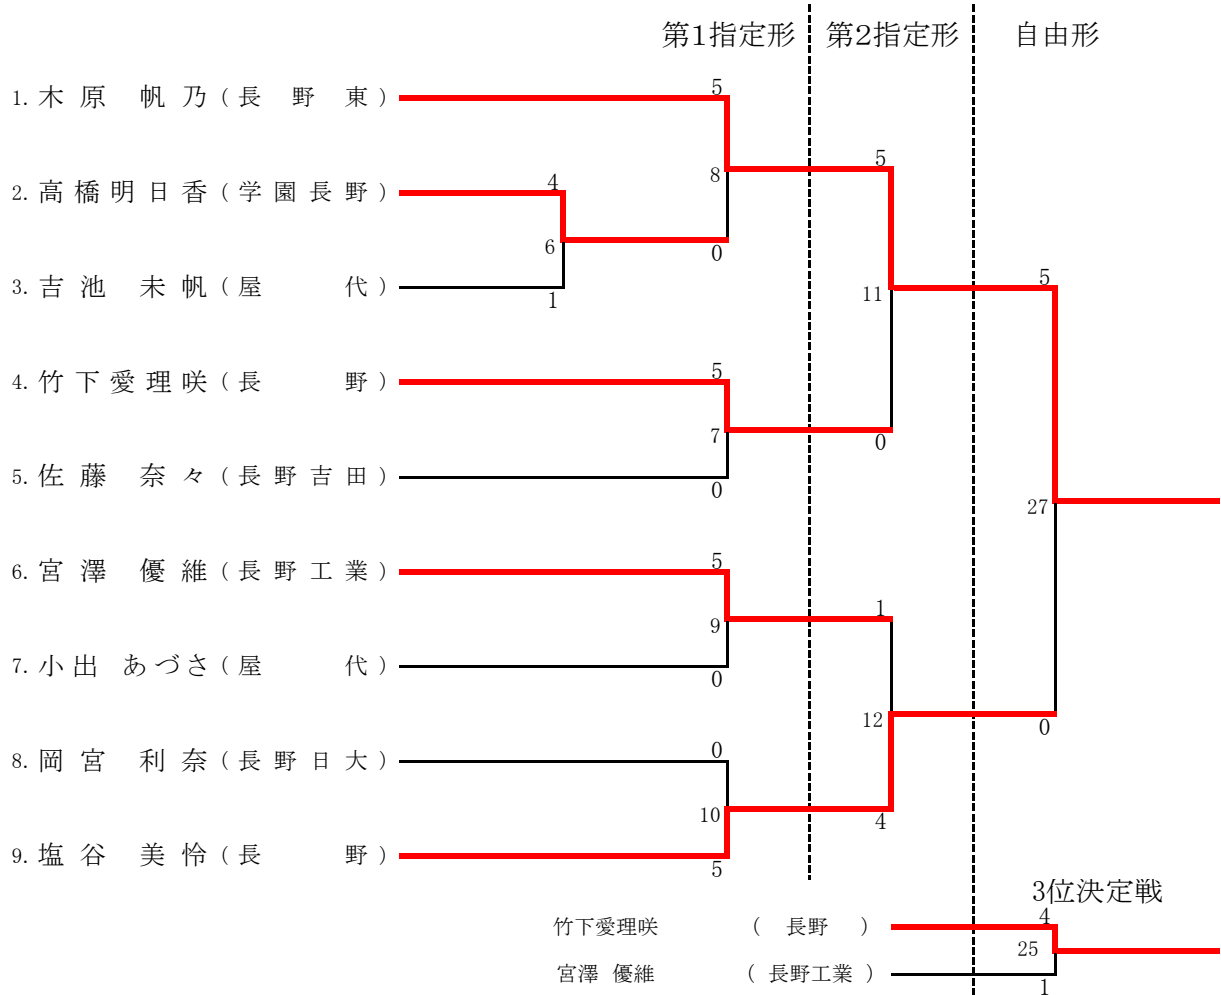 第1指定形 第2指定形 自由形
5
1. 木原 帆乃 (長野東)
5
8
4
2. 高橋明日香 (学園長野)
6
0
5
3. 吉池 未帆 (屋代)
1
11
5
4. 竹下愛理咲 (長野)
7
0
5. 佐藤 奈々 (長野吉田)
0
27
5
6. 宮澤 優維 (長野工業)
1
9
7. 小出 あづさ (屋代)
0
12
0
8. 岡宮 利奈 (長野日大)
0
10
4
9. 塩谷 美怜 (長野)
5
3位決定戦
4
竹下愛理咲 ( 長野 )
25
宮澤 優維 ( 長野工業 )
1